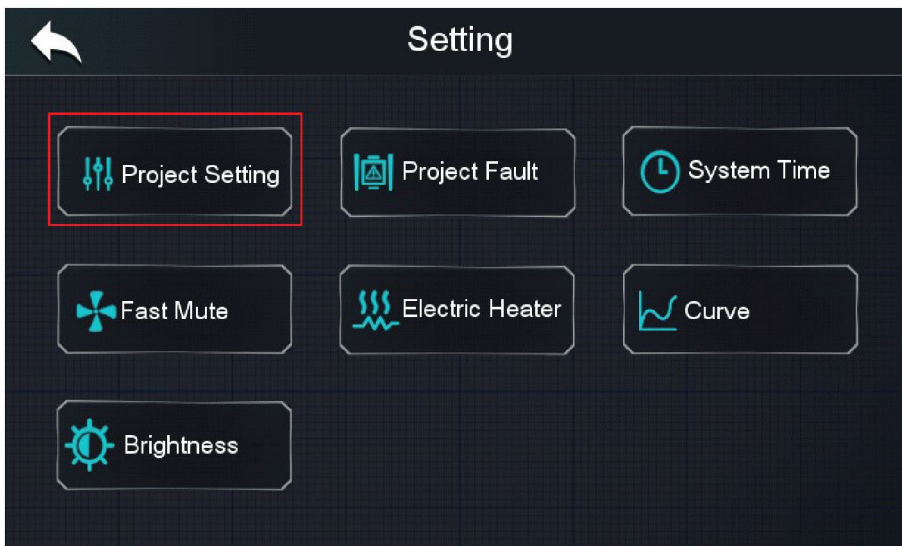 Setting
Project Setting
Project Fault
System Time
Fast Mute
Electric Heater
Curve
Brightness